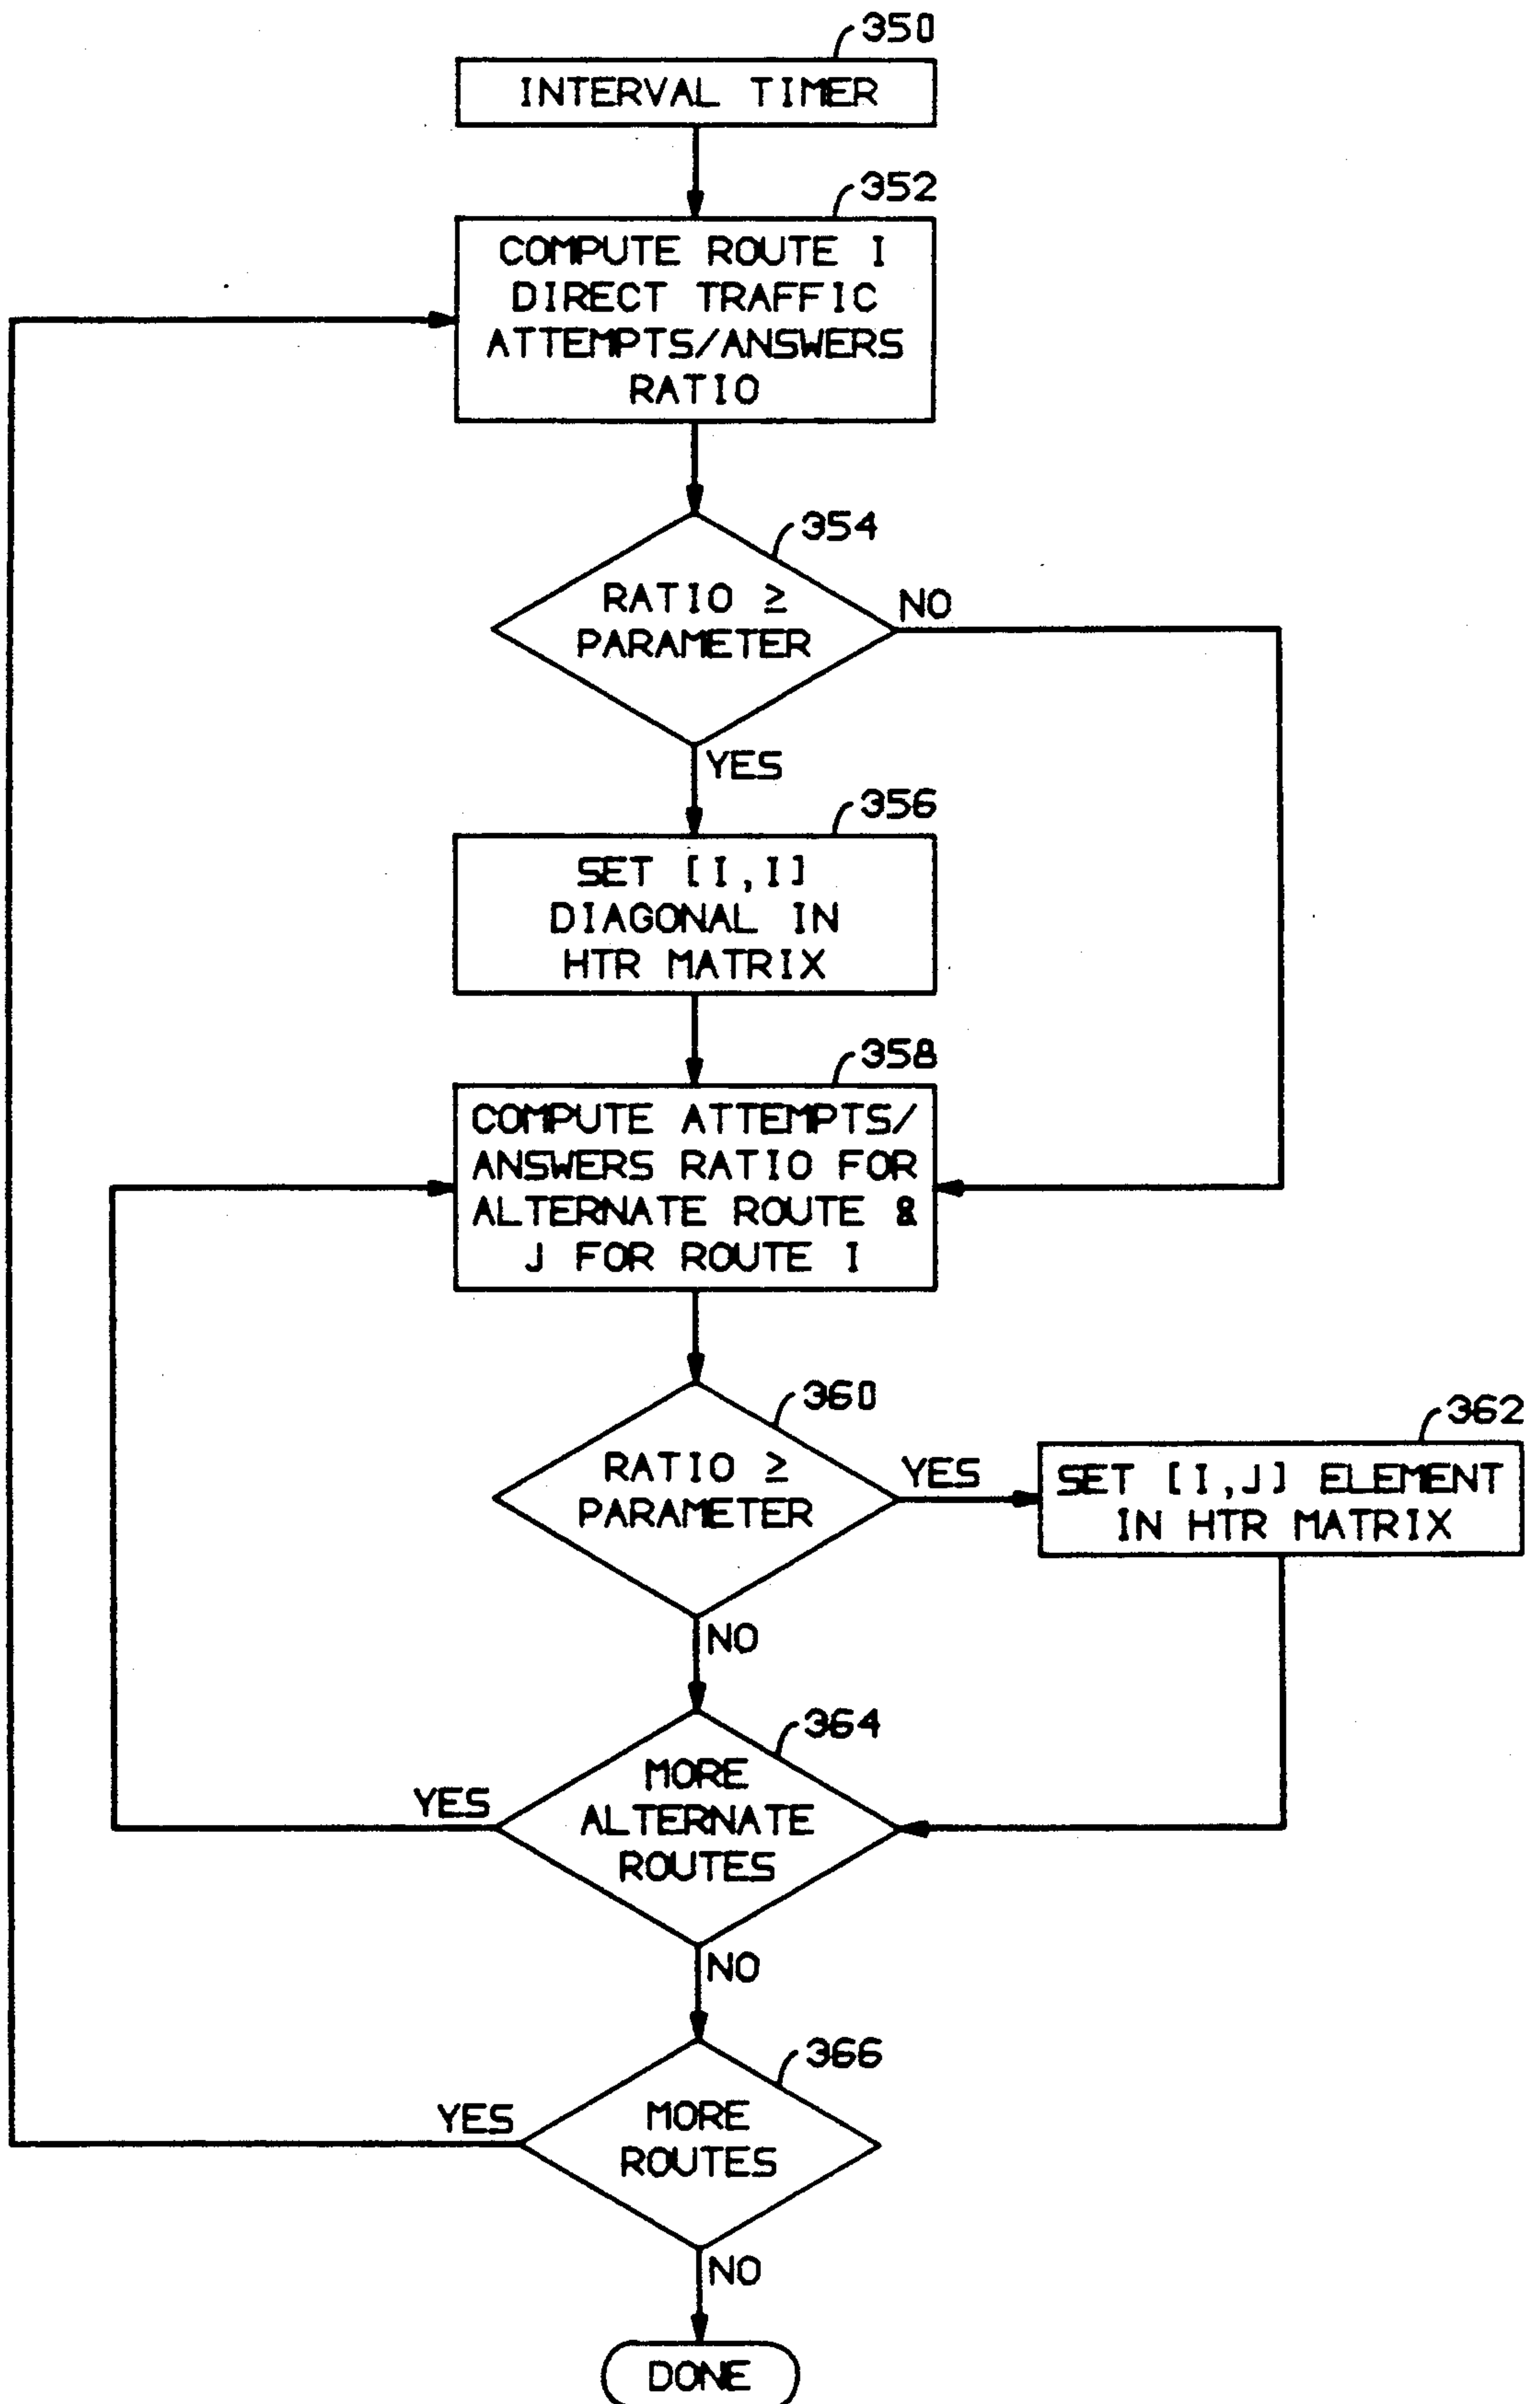 350
INTERVAL TIMER
352
COMPUTE ROUTE I
DIRECT TRAFFIC
ATTEMPTS/ANSWERS
RATIO
354
RATIO ≥
PARAMETER
NO
YES
356
SET [I,I]
DIAGONAL IN
HTR MATRIX
358
COMPUTE ATTEMPTS/
ANSWERS RATIO FOR
ALTERNATE ROUTE &
J FOR ROUTE I
360
RATIO ≥
PARAMETER
YES
362
SET [I,J] ELEMENT
IN HTR MATRIX
NO
364
MORE
ALTERNATE
ROUTES
YES
NO
366
MORE
ROUTES
YES
NO
DONE